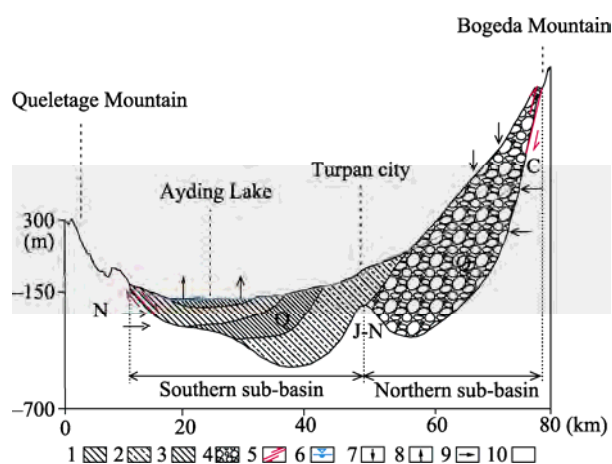 Bogeda Mountain
Queletage Mountain
Turpan city
Ayding Lake
C
300
(m)
-150
N
Q
Q
J-N
Southern sub-basin
Northern sub-basin
-700
0
20
40
60
80
(km)
1 2 3 4 5 6 7 8 9 10